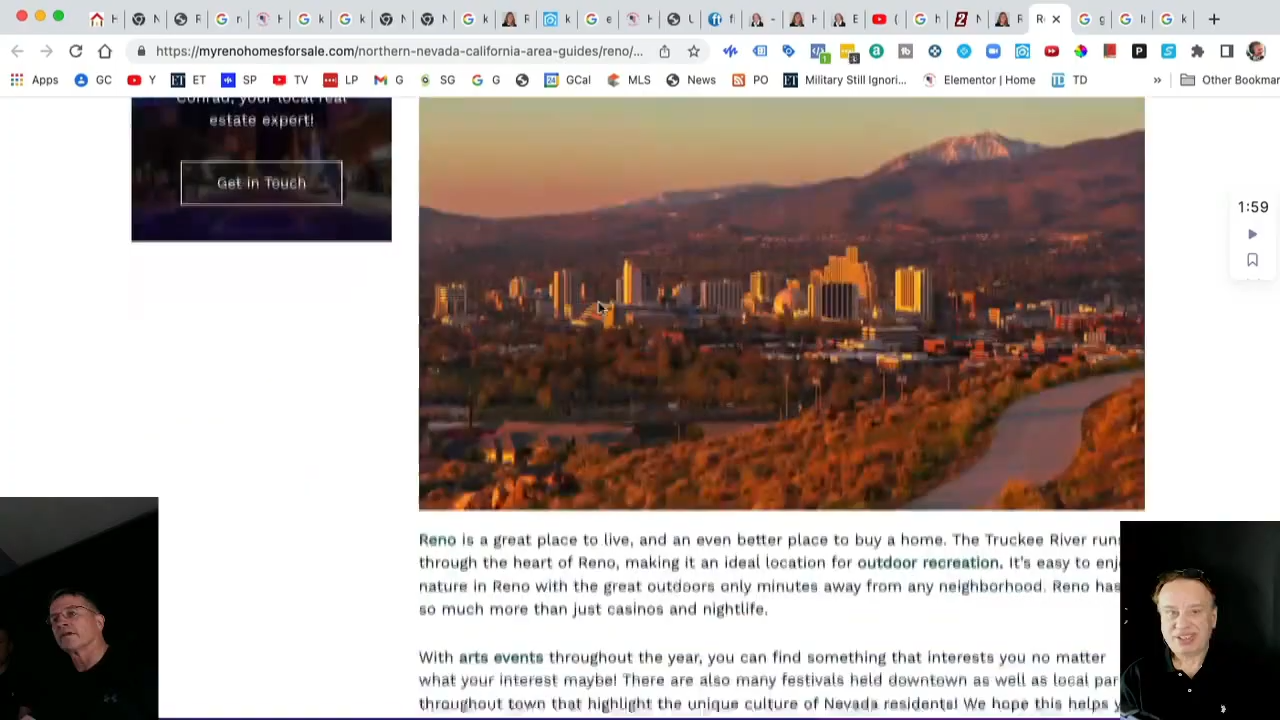 H N R G n H G k G k N N G k R k G e H U f - H E ( G h 2 N R Re G g G In G k
https://myrenohomesforsale.com/northern-nevada-california-area-guides/reno/...
Apps GC Y ET SP TV LP G SG G GCal MLS News PO Military Still Ignori... Elementor | Home TD » Other Bookmar
Conrad, your local real
estate expert!
Get in Touch
1:59
Reno is a great place to live, and an even better place to buy a home. The Truckee River run
through the heart of Reno, making it an ideal location for outdoor recreation. It's easy to enj
nature in Reno with the great outdoors only minutes away from any neighborhood. Reno has
so much more than just casinos and nightlife.
With arts events throughout the year, you can find something that interests you no matter
what your interest maybe! There are also many festivals held downtown as well as local par
throughout town that highlight the unique culture of Nevada residents! We hope this helps y